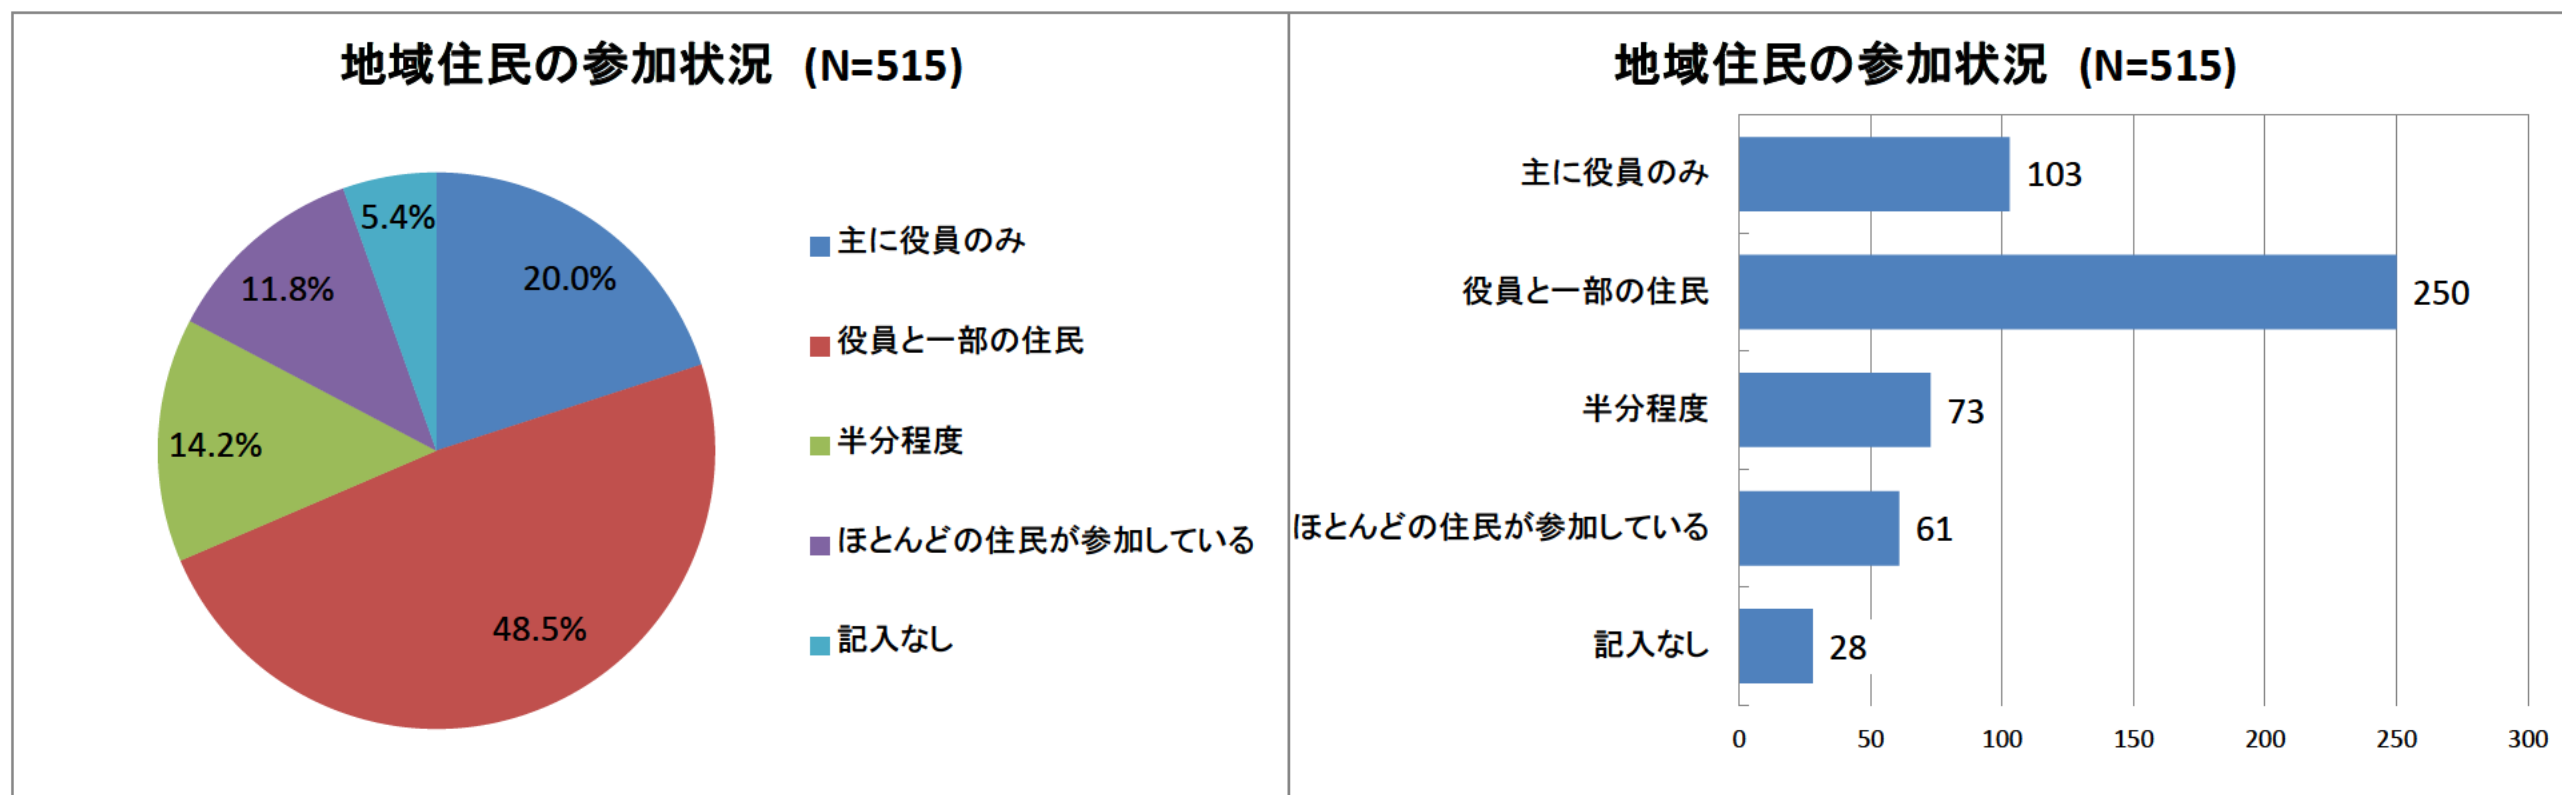 地域住民の参加状況 (N=515)
5.4%
20.0%
11.8%
14.2%
48.5%
主に役員のみ
役員と一部の住民
半分程度
ほとんどの住民が参加している
記入なし
地域住民の参加状況 (N=515)
主に役員のみ 103
役員と一部の住民 250
半分程度 73
ほとんどの住民が参加している 61
記入なし 28
0 50 100 150 200 250 300